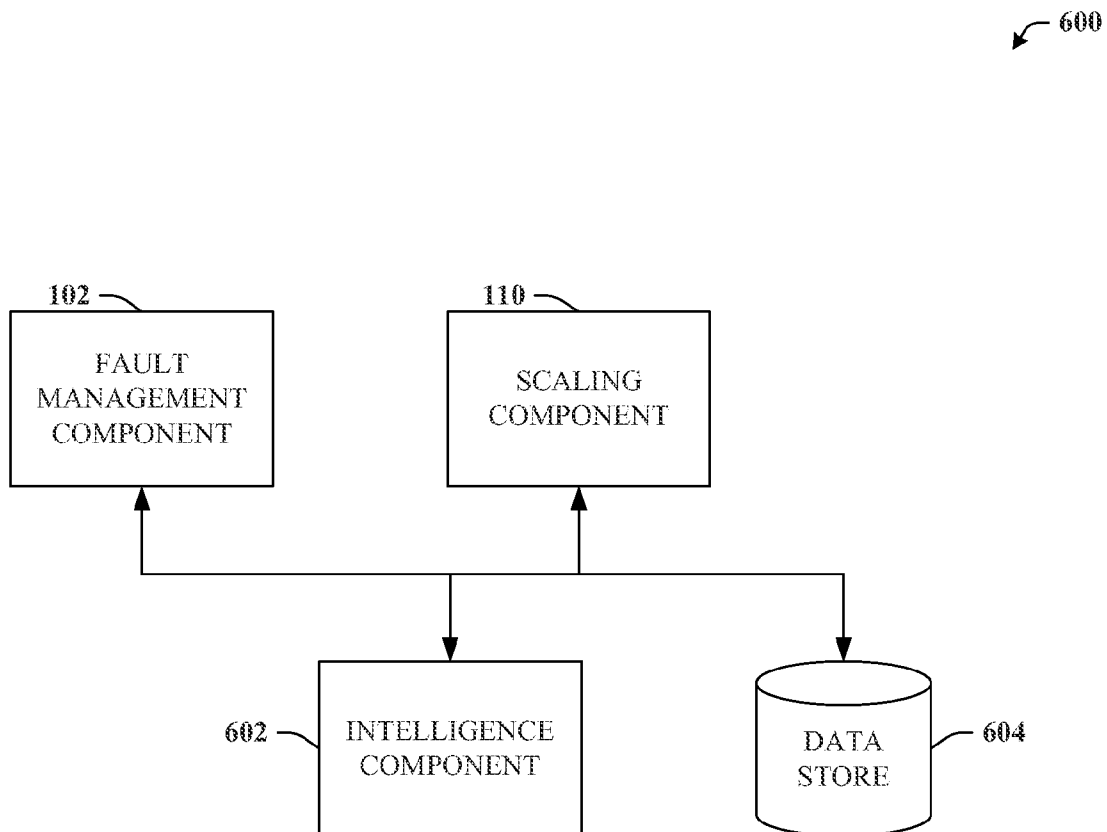 600
102
110
FAULT
MANAGEMENT
COMPONENT
SCALING
COMPONENT
602
INTELLIGENCE
COMPONENT
DATA
STORE
604